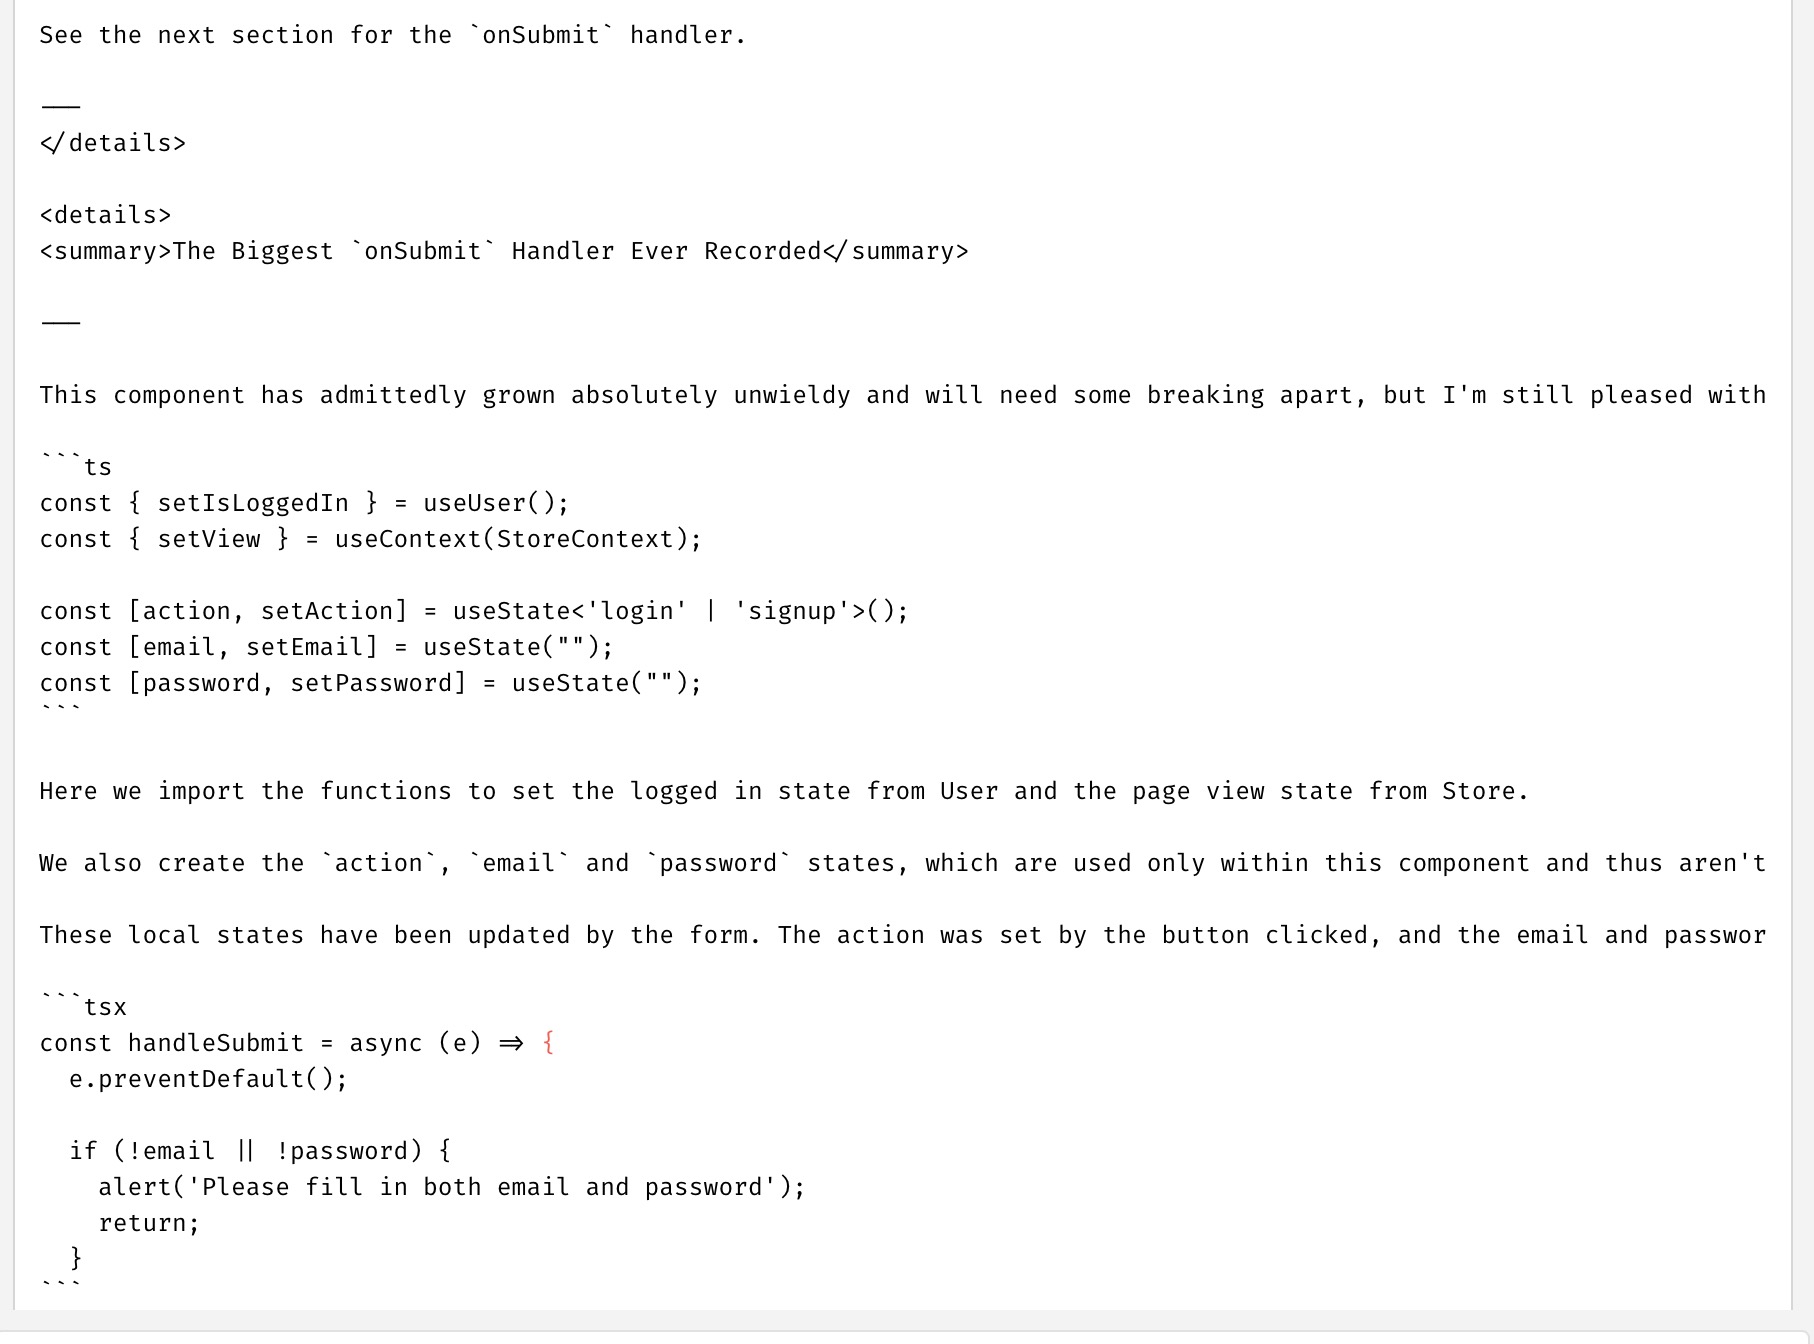 See the next section for the `onSubmit` handler.
---
</details>
<details>
<summary>The Biggest `onSubmit` Handler Ever Recorded</summary>
---
This component has admittedly grown absolutely unwieldy and will need some breaking apart, but I'm still pleased with
```ts
const { setIsLoggedIn } = useUser();
const { setView } = useContext(StoreContext);
const [action, setAction] = useState<'login' | 'signup'>();
const [email, setEmail] = useState("");
const [password, setPassword] = useState("");
```
Here we import the functions to set the logged in state from User and the page view state from Store.
We also create the `action`, `email` and `password` states, which are used only within this component and thus aren't
These local states have been updated by the form. The action was set by the button clicked, and the email and passwor
```tsx
const handleSubmit = async (e) => {
  e.preventDefault();
  if (!email || !password) {
    alert('Please fill in both email and password');
    return;
  }
```